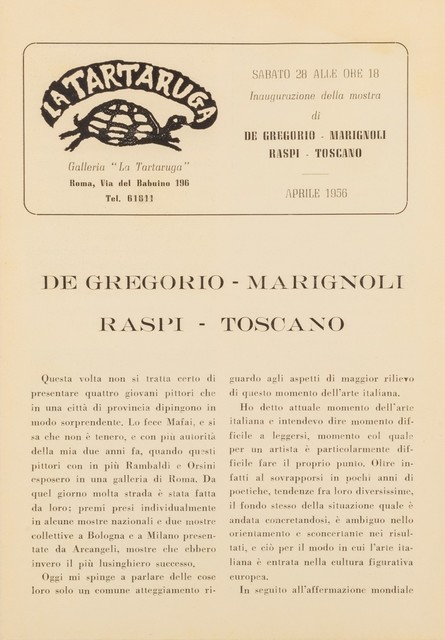 LA TARTARUGA
Galleria "La Tartaruga"
Roma, Via del Babuino 196
Tel. 61811
SABATO 28 ALLE ORE 18
Inaugurazione della mostra
di
DE GREGORIO - MARIGNOLI
RASPI - TOSCANO
APRILE 1956
DE GREGORIO - MARIGNOLI
RASPI - TOSCANO
Questa volta non si tratta certo di
presentare quattro giovani pittori che
in una città di provincia dipingono in
modo sorprendente. Lo fece Mafai, e si
sa che non è tenero, e con più autorità
della mia due anni fa, quando questi
pittori con in più Rambaldi e Orsini
esposero in una galleria di Roma. Da
quel giorno molta strada è stata fatta
da loro; premi presi individualmente
in alcune mostre nazionali e due mostre
collettive a Bologna e a Milano presen-
tate da Arcangeli, mostre che ebbero
invero il più lusinghiero successo.
Oggi mi spinge a parlare delle cose
loro solo un comune atteggiamento ri-
guardo agli aspetti di maggior rilievo
di questo momento dell'arte italiana.
Ho detto attuale momento dell'arte
italiana e intendevo dire momento dif-
ficile a leggersi, momento col quale
per un artista è particolarmente dif-
ficile fare il proprio punto. Oltre in-
fatti al sovrapporsi in pochi anni di
poetiche, tendenze fra loro diversissime,
il fondo stesso della situazione quale è
andata concretandosi, è ambiguo nello
orientamento e sconcertante nei risul-
tati, e ciò per il modo in cui l'arte ita-
liana è entrata nella cultura figurativa
europea.
In seguito all'affermazione mondiale